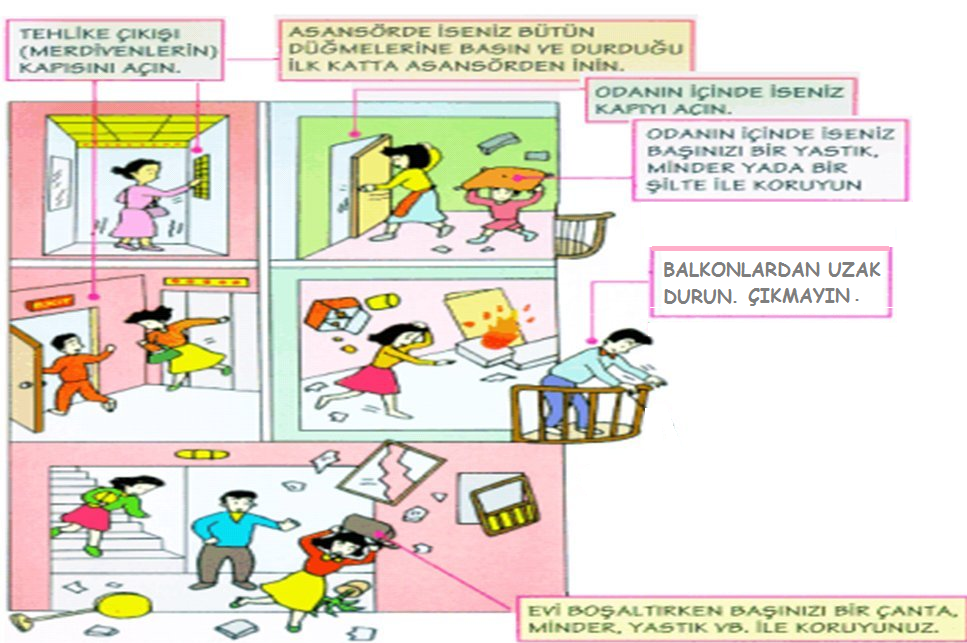 TEHLİKE ÇIKIŞI
(MERDİVENLERİN)
KAPISINI AÇIN.
ASANSÖRDE İSENİZ BÜTÜN
DÜĞMELERİNE BASIN VE DURDUĞU
İLK KATTA ASANSÖRDEN İNİN.
ODANIN İÇİNDE İSENİZ
KAPIYI AÇIN.
ODANIN İÇİNDE İSENİZ
BAŞINIZI BİR YASTIK,
MİNDER YADA BİR
ŞİLTE İLE KORUYUN
BALKONLARDAN UZAK
DURUN. ÇIKMAYIN.
EXIT
EVİ BOŞALTIRKEN BAŞINIZI BİR ÇANTA,
MİNDER, YASTIK VB. İLE KORUYUNUZ.